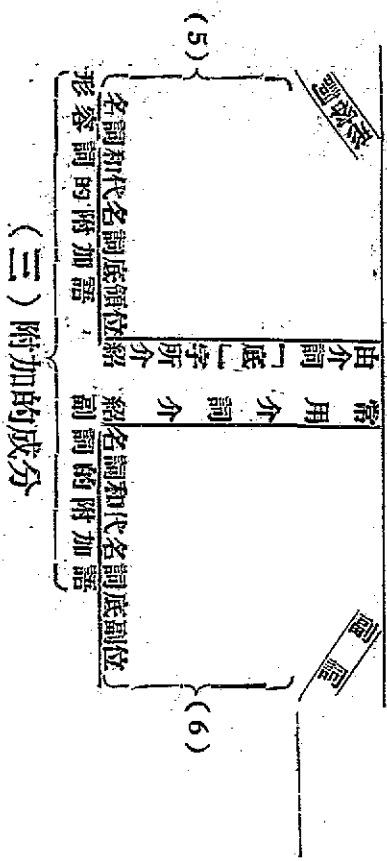 形容詞
副詞
由介詞「底」字所介紹
常用介詞介紹
(5)
名詞和代名詞底領位
名詞和代名詞底副位
(6)
形容詞的附加語,
副詞的附加語
(三)附加的成分